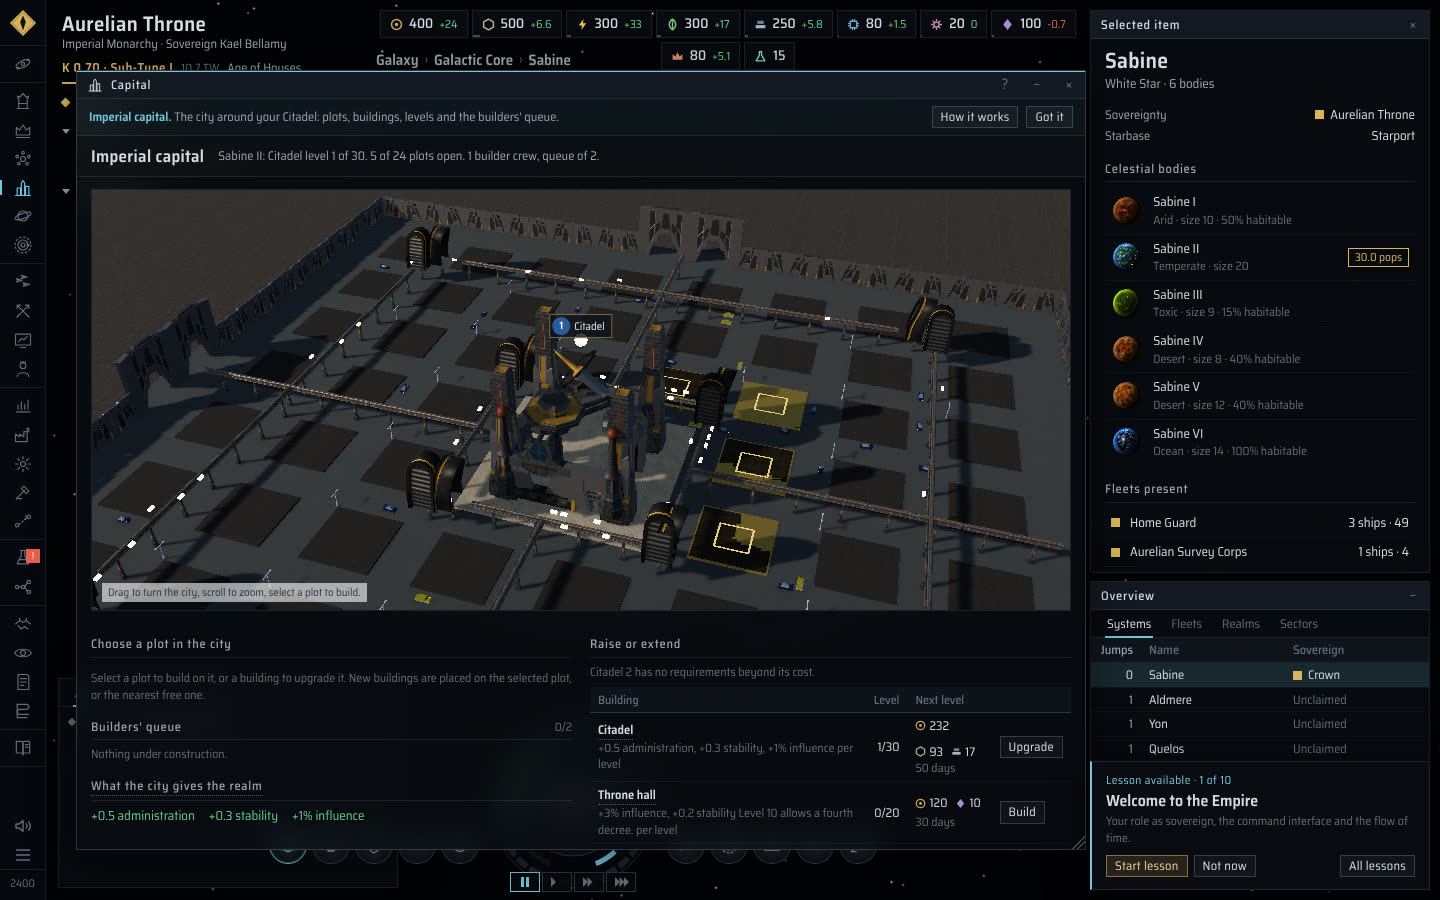 Aurelian Throne
Imperial Monarchy · Sovereign Kael Bellamy
K 0.70 · Sub-Type I 10.7 TW Age of Houses
400 +24
500 +6.6
300 +33
300 +17
250 +5.8
80 +1.5
20 0
100 -0.7
80 +5.1
15
Galaxy › Galactic Core › Sabine
Capital
? − ×
Imperial capital. The city around your Citadel: plots, buildings, levels and the builders' queue.
How it works
Got it
Imperial capital
Sabine II: Citadel level 1 of 30. 5 of 24 plots open. 1 builder crew, queue of 2.
1 Citadel
Drag to turn the city, scroll to zoom, select a plot to build.
Choose a plot in the city
Select a plot to build on it, or a building to upgrade it. New buildings are placed on the selected plot,
or the nearest free one.
Builders' queue 0/2
Nothing under construction.
What the city gives the realm
+0.5 administration +0.3 stability +1% influence
Raise or extend
Citadel 2 has no requirements beyond its cost.
Building Level Next level
Citadel
+0.5 administration, +0.3 stability, +1% influence per
level
1/30
232
93 17
50 days
Upgrade
Throne hall
+3% influence, +0.2 stability Level 10 allows a fourth
decree. per level
0/20
120 10
30 days
Build
!
2400
Selected item ×
Sabine
White Star · 6 bodies
Sovereignty Aurelian Throne
Starbase Starport
Celestial bodies
Sabine I
Arid · size 10 · 50% habitable
Sabine II
Temperate · size 20
30.0 pops
Sabine III
Toxic · size 9 · 15% habitable
Sabine IV
Desert · size 8 · 40% habitable
Sabine V
Desert · size 12 · 40% habitable
Sabine VI
Ocean · size 14 · 100% habitable
Fleets present
Home Guard 3 ships · 49
Aurelian Survey Corps 1 ships · 4
Overview −
Systems Fleets Realms Sectors
Jumps Name Sovereign
0 Sabine Crown
1 Aldmere Unclaimed
1 Yon Unclaimed
1 Quelos Unclaimed
Lesson available · 1 of 10
Welcome to the Empire
Your role as sovereign, the command interface and the flow of
time.
Start lesson
Not now
All lessons